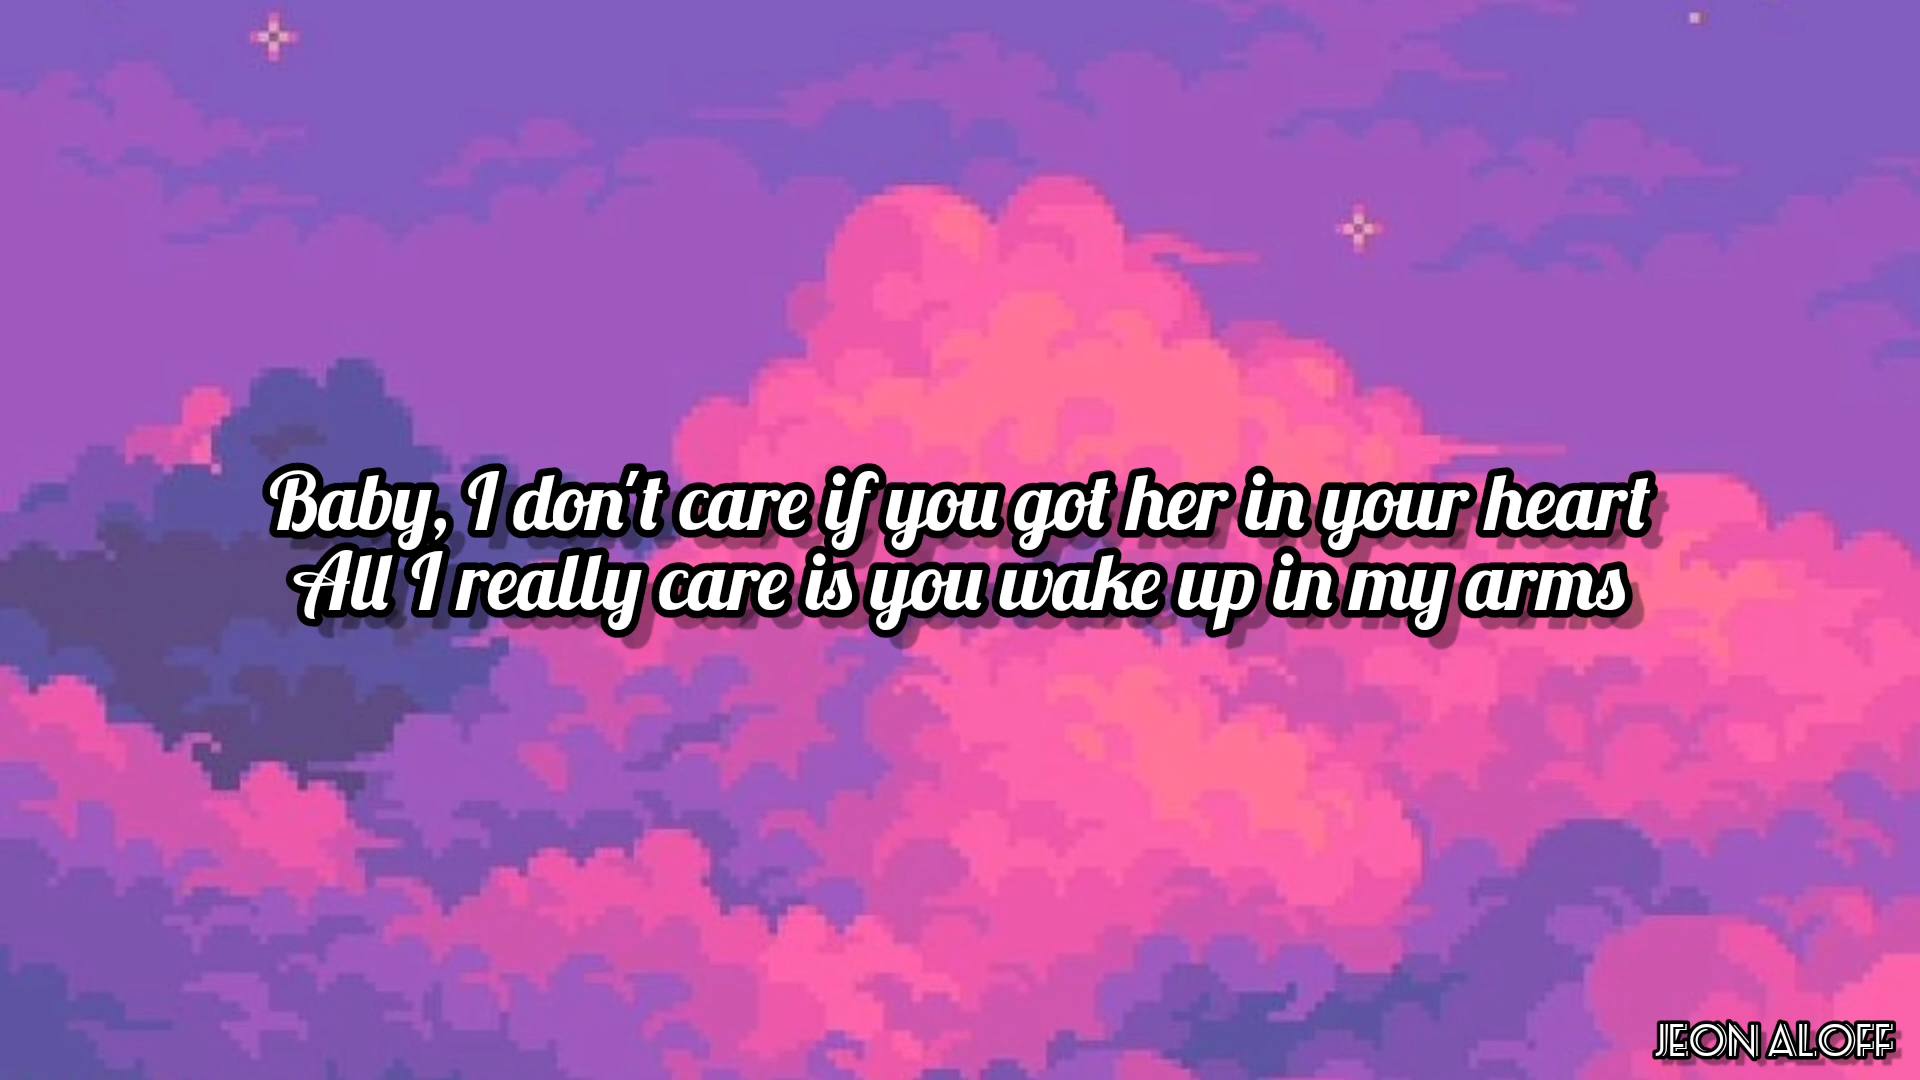 Baby, I don't care if you got her in your heart
All I really care is you wake up in my arms
JEON ALOFF